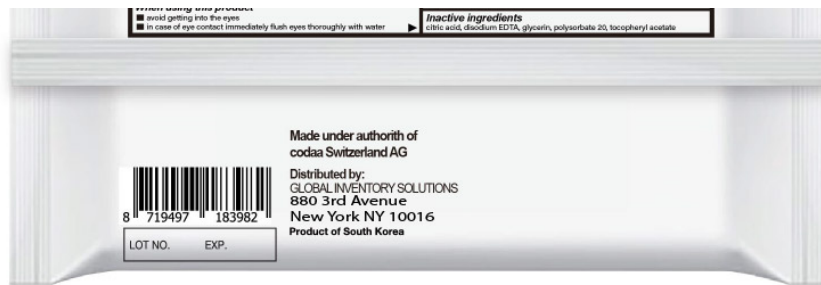 When using this product
■ avoid getting into the eyes
■ in case of eye contact immediately flush eyes thoroughly with water
Inactive ingredients
citric acid, disodium EDTA, glycerin, polysorbate 20, tocopheryl acetate
Made under authorith of
codaa Switzerland AG
Distributed by:
GLOBAL INVENTORY SOLUTIONS
880 3rd Avenue
New York NY 10016
Product of South Korea
8 719497 183982
LOT NO. EXP.